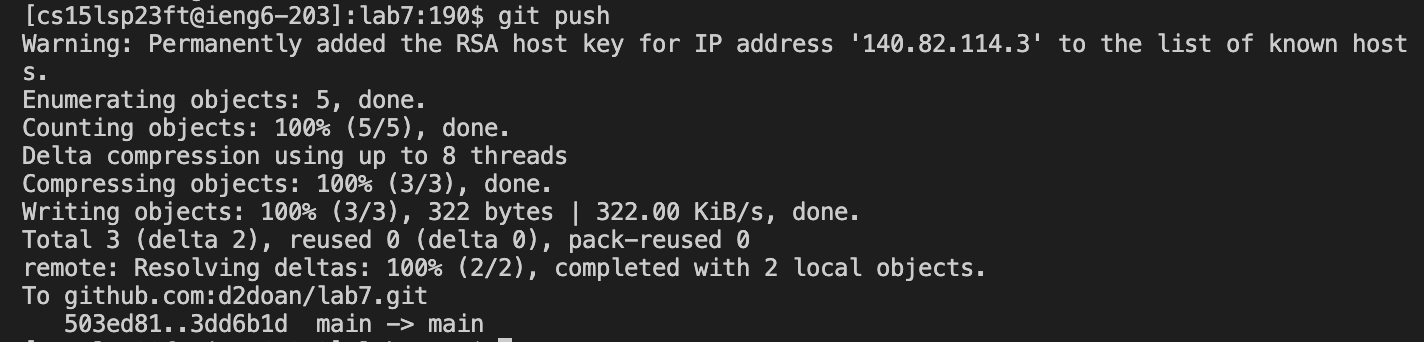 [cs15lsp23ft@ieng6-203]:lab7:190$ git push
Warning: Permanently added the RSA host key for IP address '140.82.114.3' to the list of known host
s.
Enumerating objects: 5, done.
Counting objects: 100% (5/5), done.
Delta compression using up to 8 threads
Compressing objects: 100% (3/3), done.
Writing objects: 100% (3/3), 322 bytes | 322.00 KiB/s, done.
Total 3 (delta 2), reused 0 (delta 0), pack-reused 0
remote: Resolving deltas: 100% (2/2), completed with 2 local objects.
To github.com:d2doan/lab7.git
   503ed81..3dd6b1d  main -> main